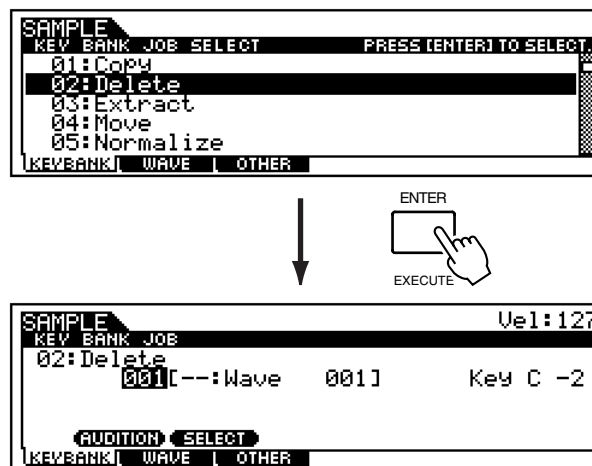 SAMPLE
KEY BANK JOB SELECT PRESS [ENTER] TO SELECT.
01:Copy
02:Delete
03:Extract
04:Move
05:Normalize
KEYBANK WAVE OTHER
ENTER
EXECUTE
SAMPLE Vel:127
KEY BANK JOB
02:Delete
001[--:Wave 001] Key C -2
AUDITION SELECT
KEYBANK WAVE OTHER